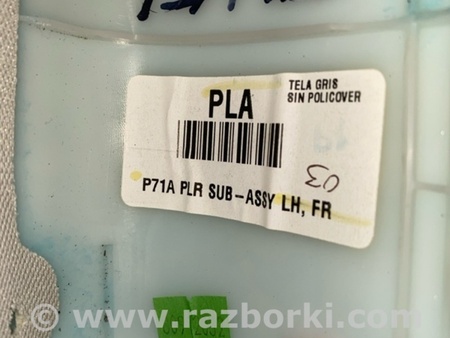 TELA GRIS
SIN POLICOVER
PLA
03
P71A PLR SUB-ASSY LH, FR
www.razborki.com